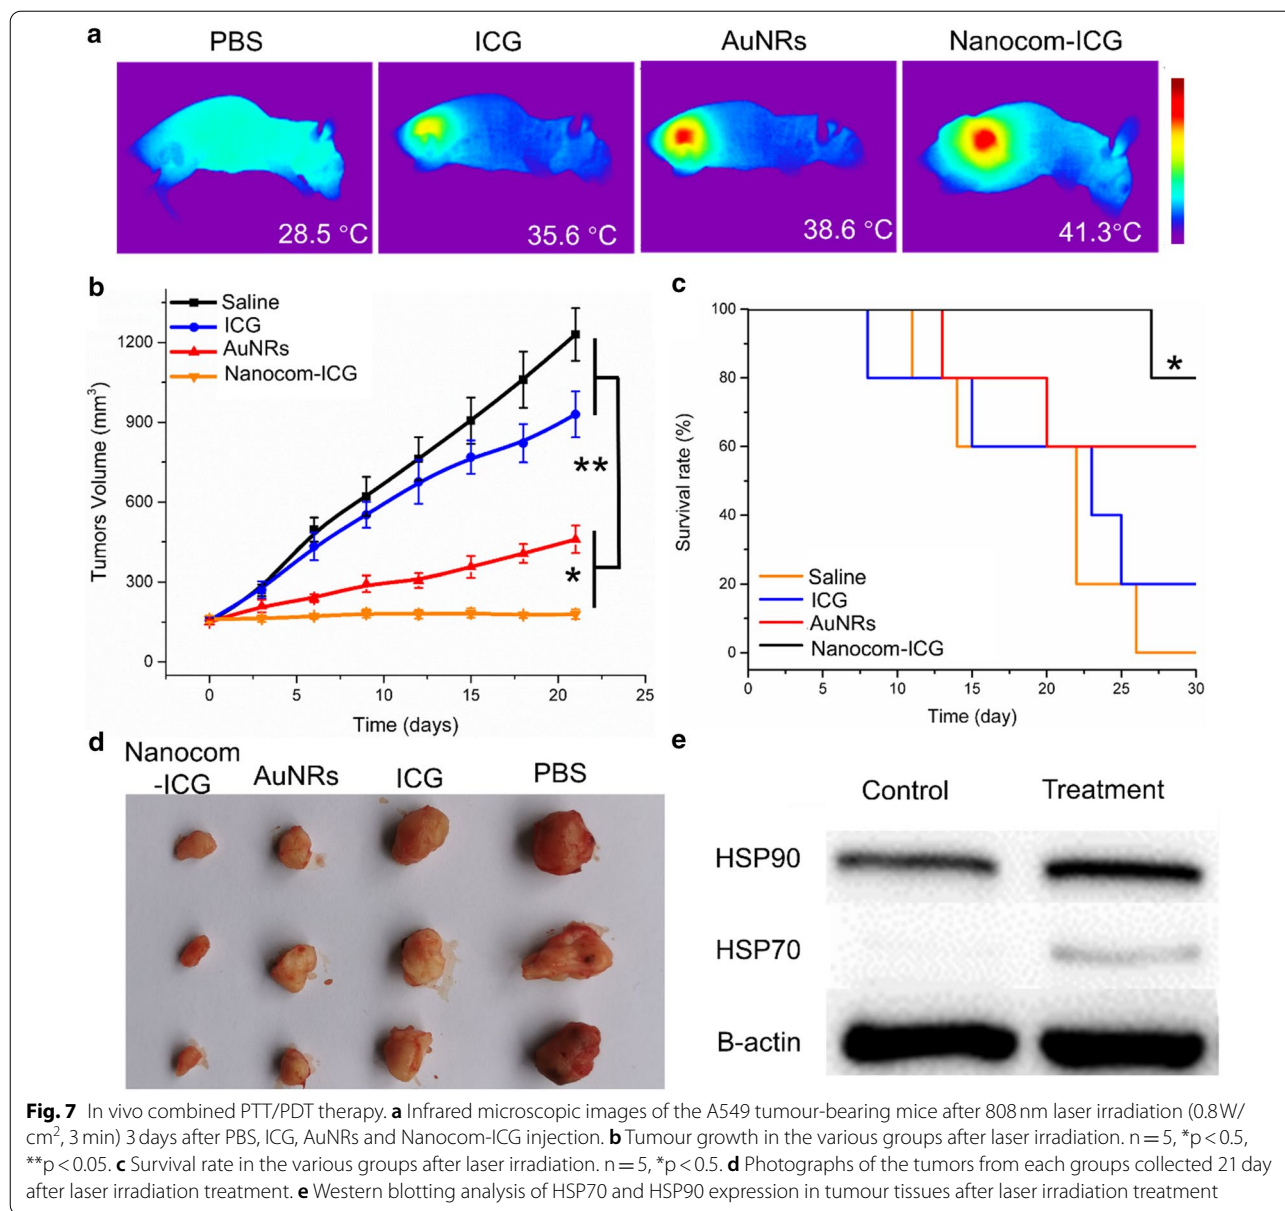 a
PBS
ICG
AuNRs
Nanocom-ICG
28.5 °C
35.6 °C
38.6 °C
41.3°C
b
Saline
ICG
AuNRs
Nanocom-ICG
1200
900
600
300
0
Tumors Volume (mm³)
**
*
0 5 10 15 20 25
Time (days)
c
100
80
60
40
20
0
Survival rate (%)
*
Saline
ICG
AuNRs
Nanocom-ICG
0 5 10 15 20 25 30
Time (day)
d
Nanocom
-ICG
AuNRs
ICG
PBS
e
Control
Treatment
HSP90
HSP70
B-actin
Fig. 7 In vivo combined PTT/PDT therapy. a Infrared microscopic images of the A549 tumour-bearing mice after 808 nm laser irradiation (0.8 W/
cm², 3 min) 3 days after PBS, ICG, AuNRs and Nanocom-ICG injection. b Tumour growth in the various groups after laser irradiation. n = 5, *p < 0.5,
**p < 0.05. c Survival rate in the various groups after laser irradiation. n = 5, *p < 0.5. d Photographs of the tumors from each groups collected 21 day
after laser irradiation treatment. e Western blotting analysis of HSP70 and HSP90 expression in tumour tissues after laser irradiation treatment